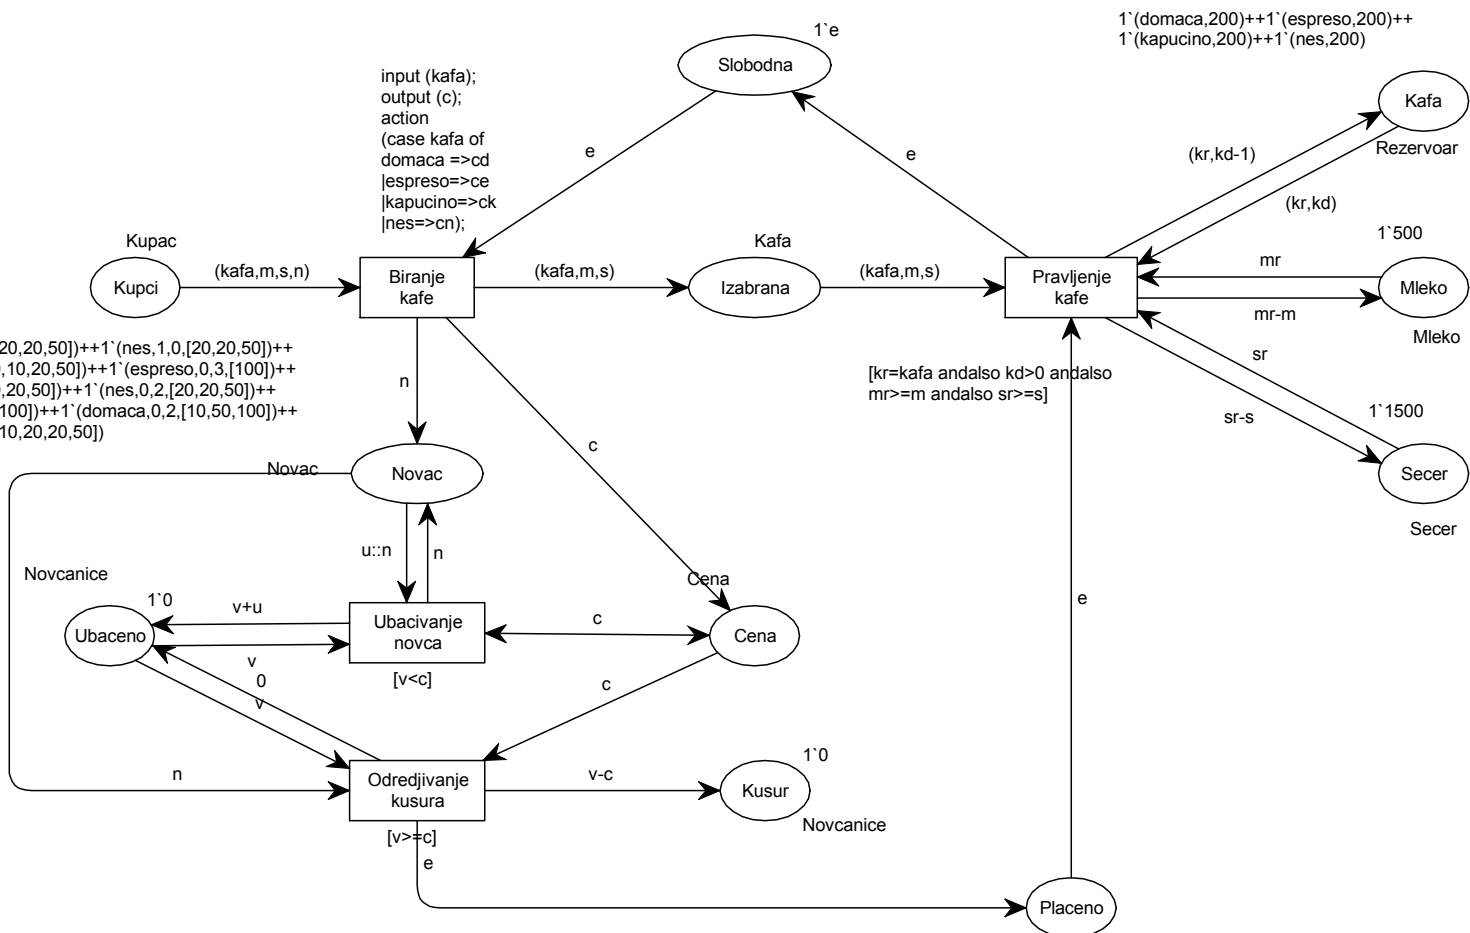 1`(domaca,200)++1`(espreso,200)++
1`(kapucino,200)++1`(nes,200)
1`e
Slobodna
Kafa
Rezervoar
input (kafa);
output (c);
action
(case kafa of
domaca =>cd
|espreso=>ce
|kapucino=>ck
|nes=>cn);
e
e
(kr,kd-1)
(kr,kd)
Kupac
Kupci
(kafa,m,s,n)
Biranje
kafe
(kafa,m,s)
Kafa
Izabrana
(kafa,m,s)
Pravljenje
kafe
1`500
mr
Mleko
mr-m
Mleko
20,20,50])++1`(nes,1,0,[20,20,50])++
,10,20,50])++1`(espreso,0,3,[100])++
,20,50])++1`(nes,0,2,[20,20,50])++
100])++1`(domaca,0,2,[10,50,100])++
10,20,20,50])
n
c
[kr=kafa andalso kd>0 andalso
mr>=m andalso sr>=s]
sr
sr-s
1`1500
Secer
Secer
Novac
Novac
u::n
n
Novcanice
1`0
Ubaceno
v+u
v
0
v
Ubacivanje
novca
[v<c]
c
Cena
Cena
c
e
n
Odredjivanje
kusura
[v>=c]
v-c
1`0
Kusur
Novcanice
e
Placeno